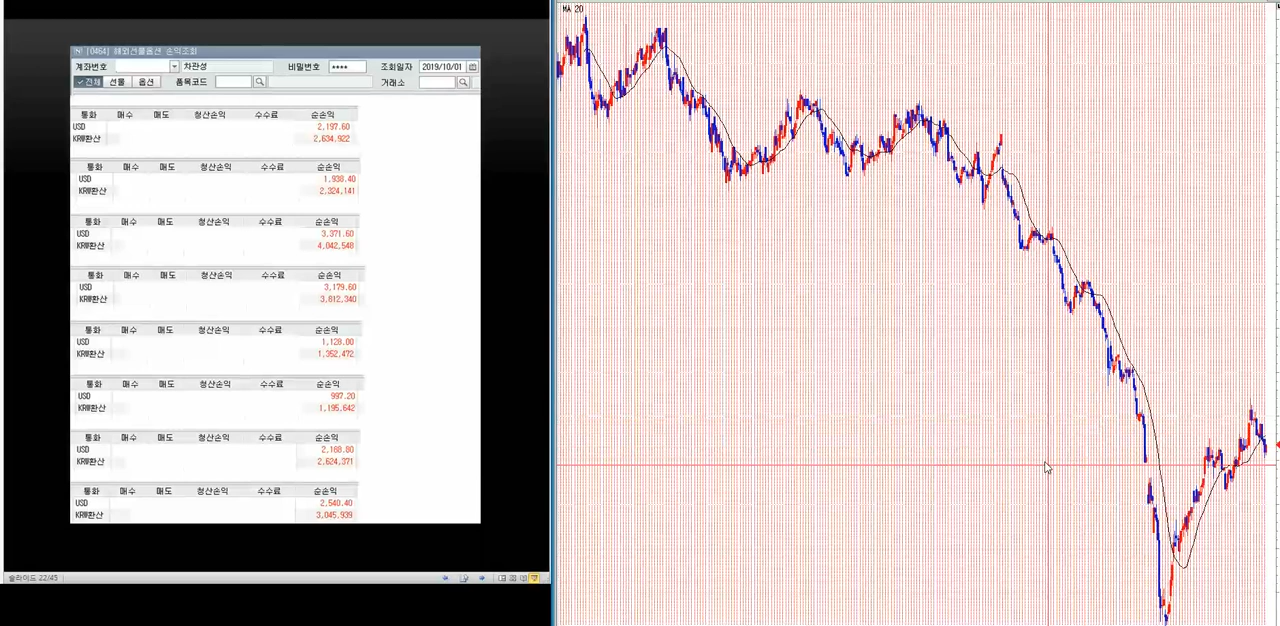 [0464] 해외선물옵션 손익조회
계좌번호 차관성 비밀번호 **** 조회일자 2019/10/01
전체 선물 옵션 품목코드 거래소
통화 매수 매도 청산손익 수수료 순손익
USD 2,197.60
KRW환산 2,634,922
통화 매수 매도 청산손익 수수료 순손익
USD 1,938.40
KRW환산 2,324,141
통화 매수 매도 청산손익 수수료 순손익
USD 3,371.60
KRW환산 4,042,548
통화 매수 매도 청산손익 수수료 순손익
USD 3,179.60
KRW환산 3,812,340
통화 매수 매도 청산손익 수수료 순손익
USD 1,128.00
KRW환산 1,352,472
통화 매수 매도 청산손익 수수료 순손익
USD 997.20
KRW환산 1,195,642
통화 매수 매도 청산손익 수수료 순손익
USD 2,168.80
KRW환산 2,624,371
통화 매수 매도 청산손익 수수료 순손익
USD 2,540.40
KRW환산 3,045,939
슬라이드 22/45
MA 20